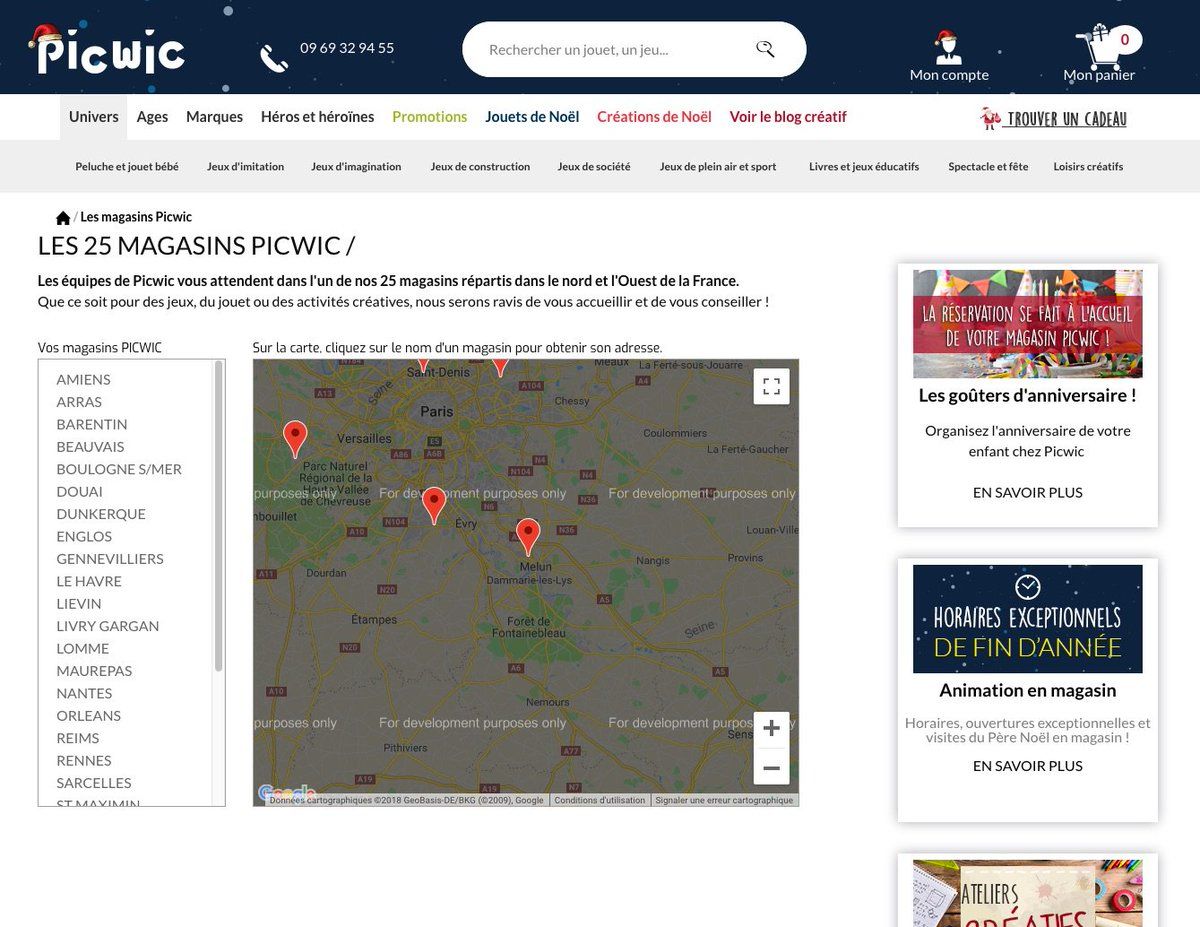 Picwic
09 69 32 94 55
Rechercher un jouet, un jeu...
Mon compte
0
Mon panier
Univers Ages Marques Héros et héroïnes Promotions Jouets de Noël Créations de Noël Voir le blog créatif
TROUVER UN CADEAU
Peluche et jouet bébé Jeux d'imitation Jeux d'imagination Jeux de construction Jeux de société Jeux de plein air et sport Livres et jeux éducatifs Spectacle et fête Loisirs créatifs
/ Les magasins Picwic
LES 25 MAGASINS PICWIC /
Les équipes de Picwic vous attendent dans l'un de nos 25 magasins répartis dans le nord et l'Ouest de la France.
Que ce soit pour des jeux, du jouet ou des activités créatives, nous serons ravis de vous accueillir et de vous conseiller !
Vos magasins PICWIC
AMIENS
ARRAS
BARENTIN
BEAUVAIS
BOULOGNE S/MER
DOUAI
DUNKERQUE
ENGLOS
GENNEVILLIERS
LE HAVRE
LIEVIN
LIVRY GARGAN
LOMME
MAUREPAS
NANTES
ORLEANS
REIMS
RENNES
SARCELLES
ST MAXIMIN
Sur la carte, cliquez sur le nom d'un magasin pour obtenir son adresse.
Meaux
La Ferté-sous-Jouarre
Saint-Denis
A104
A4
A13
Seine
Chessy
Paris
Coulommiers
Versailles
E5
A86
A6B
La Ferté-Gaucher
N4
N104
N4
Parc Naturel
Régional de la
Haute Vallée
de Chevreuse
purposes only
For development purposes only
For development purposes only
N36
N6
mbouillet
N104
A10
Évry
N36
Louan-Ville
Provins
Nangis
Melun
Dammarie-les-Lys
A11
Dourdan
N20
A5
Étampes
Forêt de
Fontainebleau
Seine
N20
A6
A5
A10
Nemours
purposes only
For development purposes only
For development purposes only
Sens
Pithiviers
A77
A19
A19
N7
Google
Données cartographiques ©2018 GeoBasis-DE/BKG (©2009), Google
Conditions d'utilisation
Signaler une erreur cartographique
LA RÉSERVATION SE FAIT À L'ACCUEIL
DE VOTRE MAGASIN PICWIC !
Les goûters d'anniversaire !
Organisez l'anniversaire de votre
enfant chez Picwic
EN SAVOIR PLUS
HORAIRES EXCEPTIONNELS
DE FIN D'ANNÉE
Animation en magasin
Horaires, ouvertures exceptionnelles et
visites du Père Noël en magasin !
EN SAVOIR PLUS
ATELIERS
CRÉATIFS